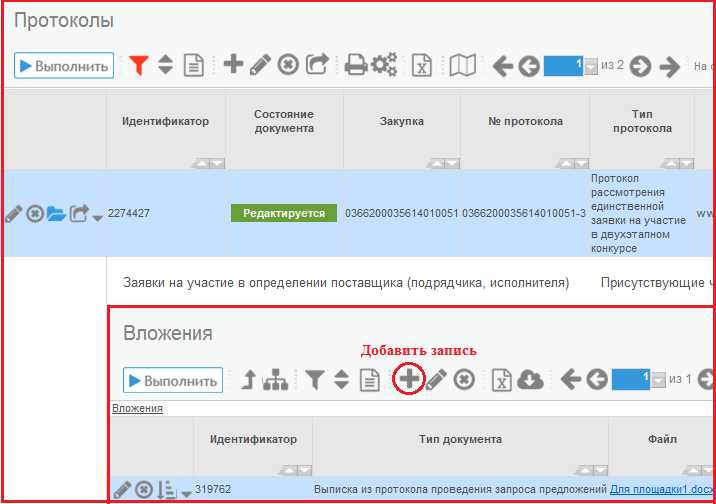 Протоколы
Выполнить
1 из 2
На с
Идентификатор
Состояние
документа
Закупка
№ протокола
Тип
протокола
2274427
Редактируется
0366200035614010051
0366200035614010051-3
Протокол
рассмотрения
единственной
заявки на участие
в двухэтапном
конкурсе
ww
Заявки на участие в определении поставщика (подрядчика, исполнителя)
Присутствующие ч
Вложения
Добавить запись
Выполнить
1 из 1
Вложения
Идентификатор
Тип документа
Файл
319762
Выписка из протокола проведения запроса предложений
Для площадки1.docx